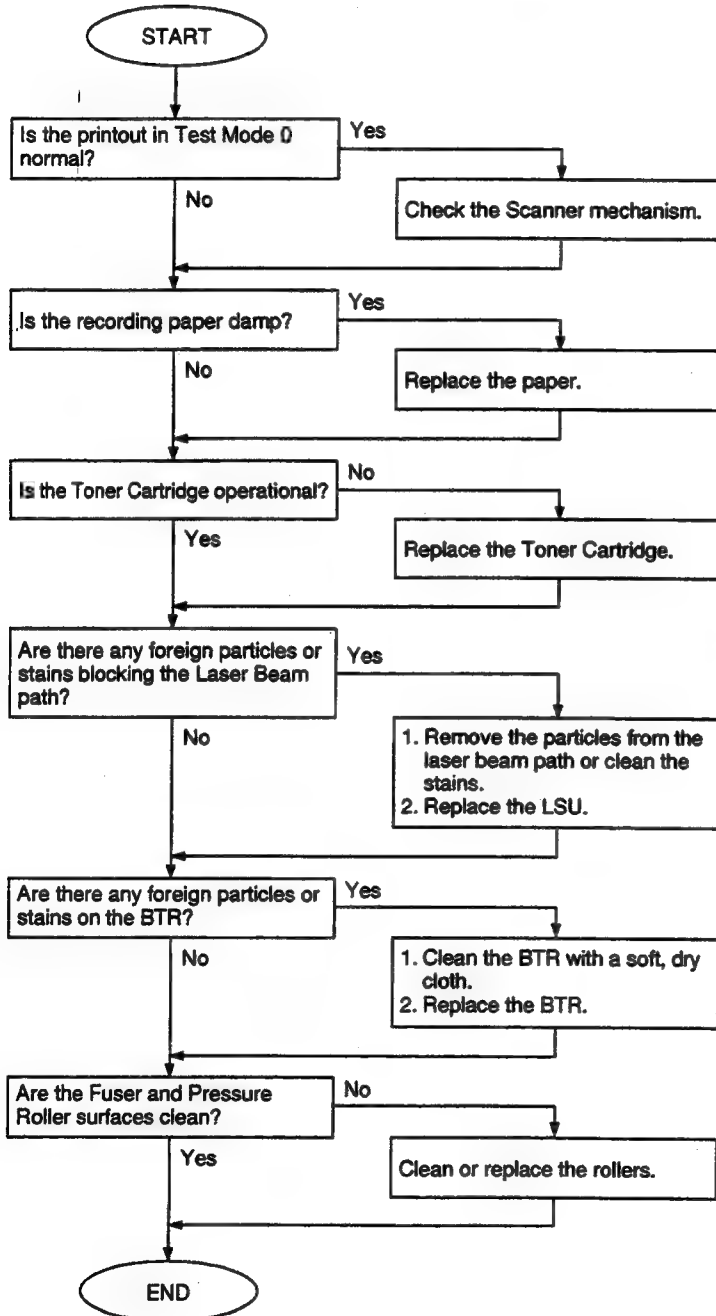 START
Is the printout in Test Mode 0
normal?
Yes
No
Check the Scanner mechanism.
Is the recording paper damp?
Yes
No
Replace the paper.
Is the Toner Cartridge operational?
No
Yes
Replace the Toner Cartridge.
Are there any foreign particles or
stains blocking the Laser Beam
path?
Yes
No
1. Remove the particles from the
laser beam path or clean the
stains.
2. Replace the LSU.
Are there any foreign particles or
stains on the BTR?
Yes
No
1. Clean the BTR with a soft, dry
cloth.
2. Replace the BTR.
Are the Fuser and Pressure
Roller surfaces clean?
No
Yes
Clean or replace the rollers.
END